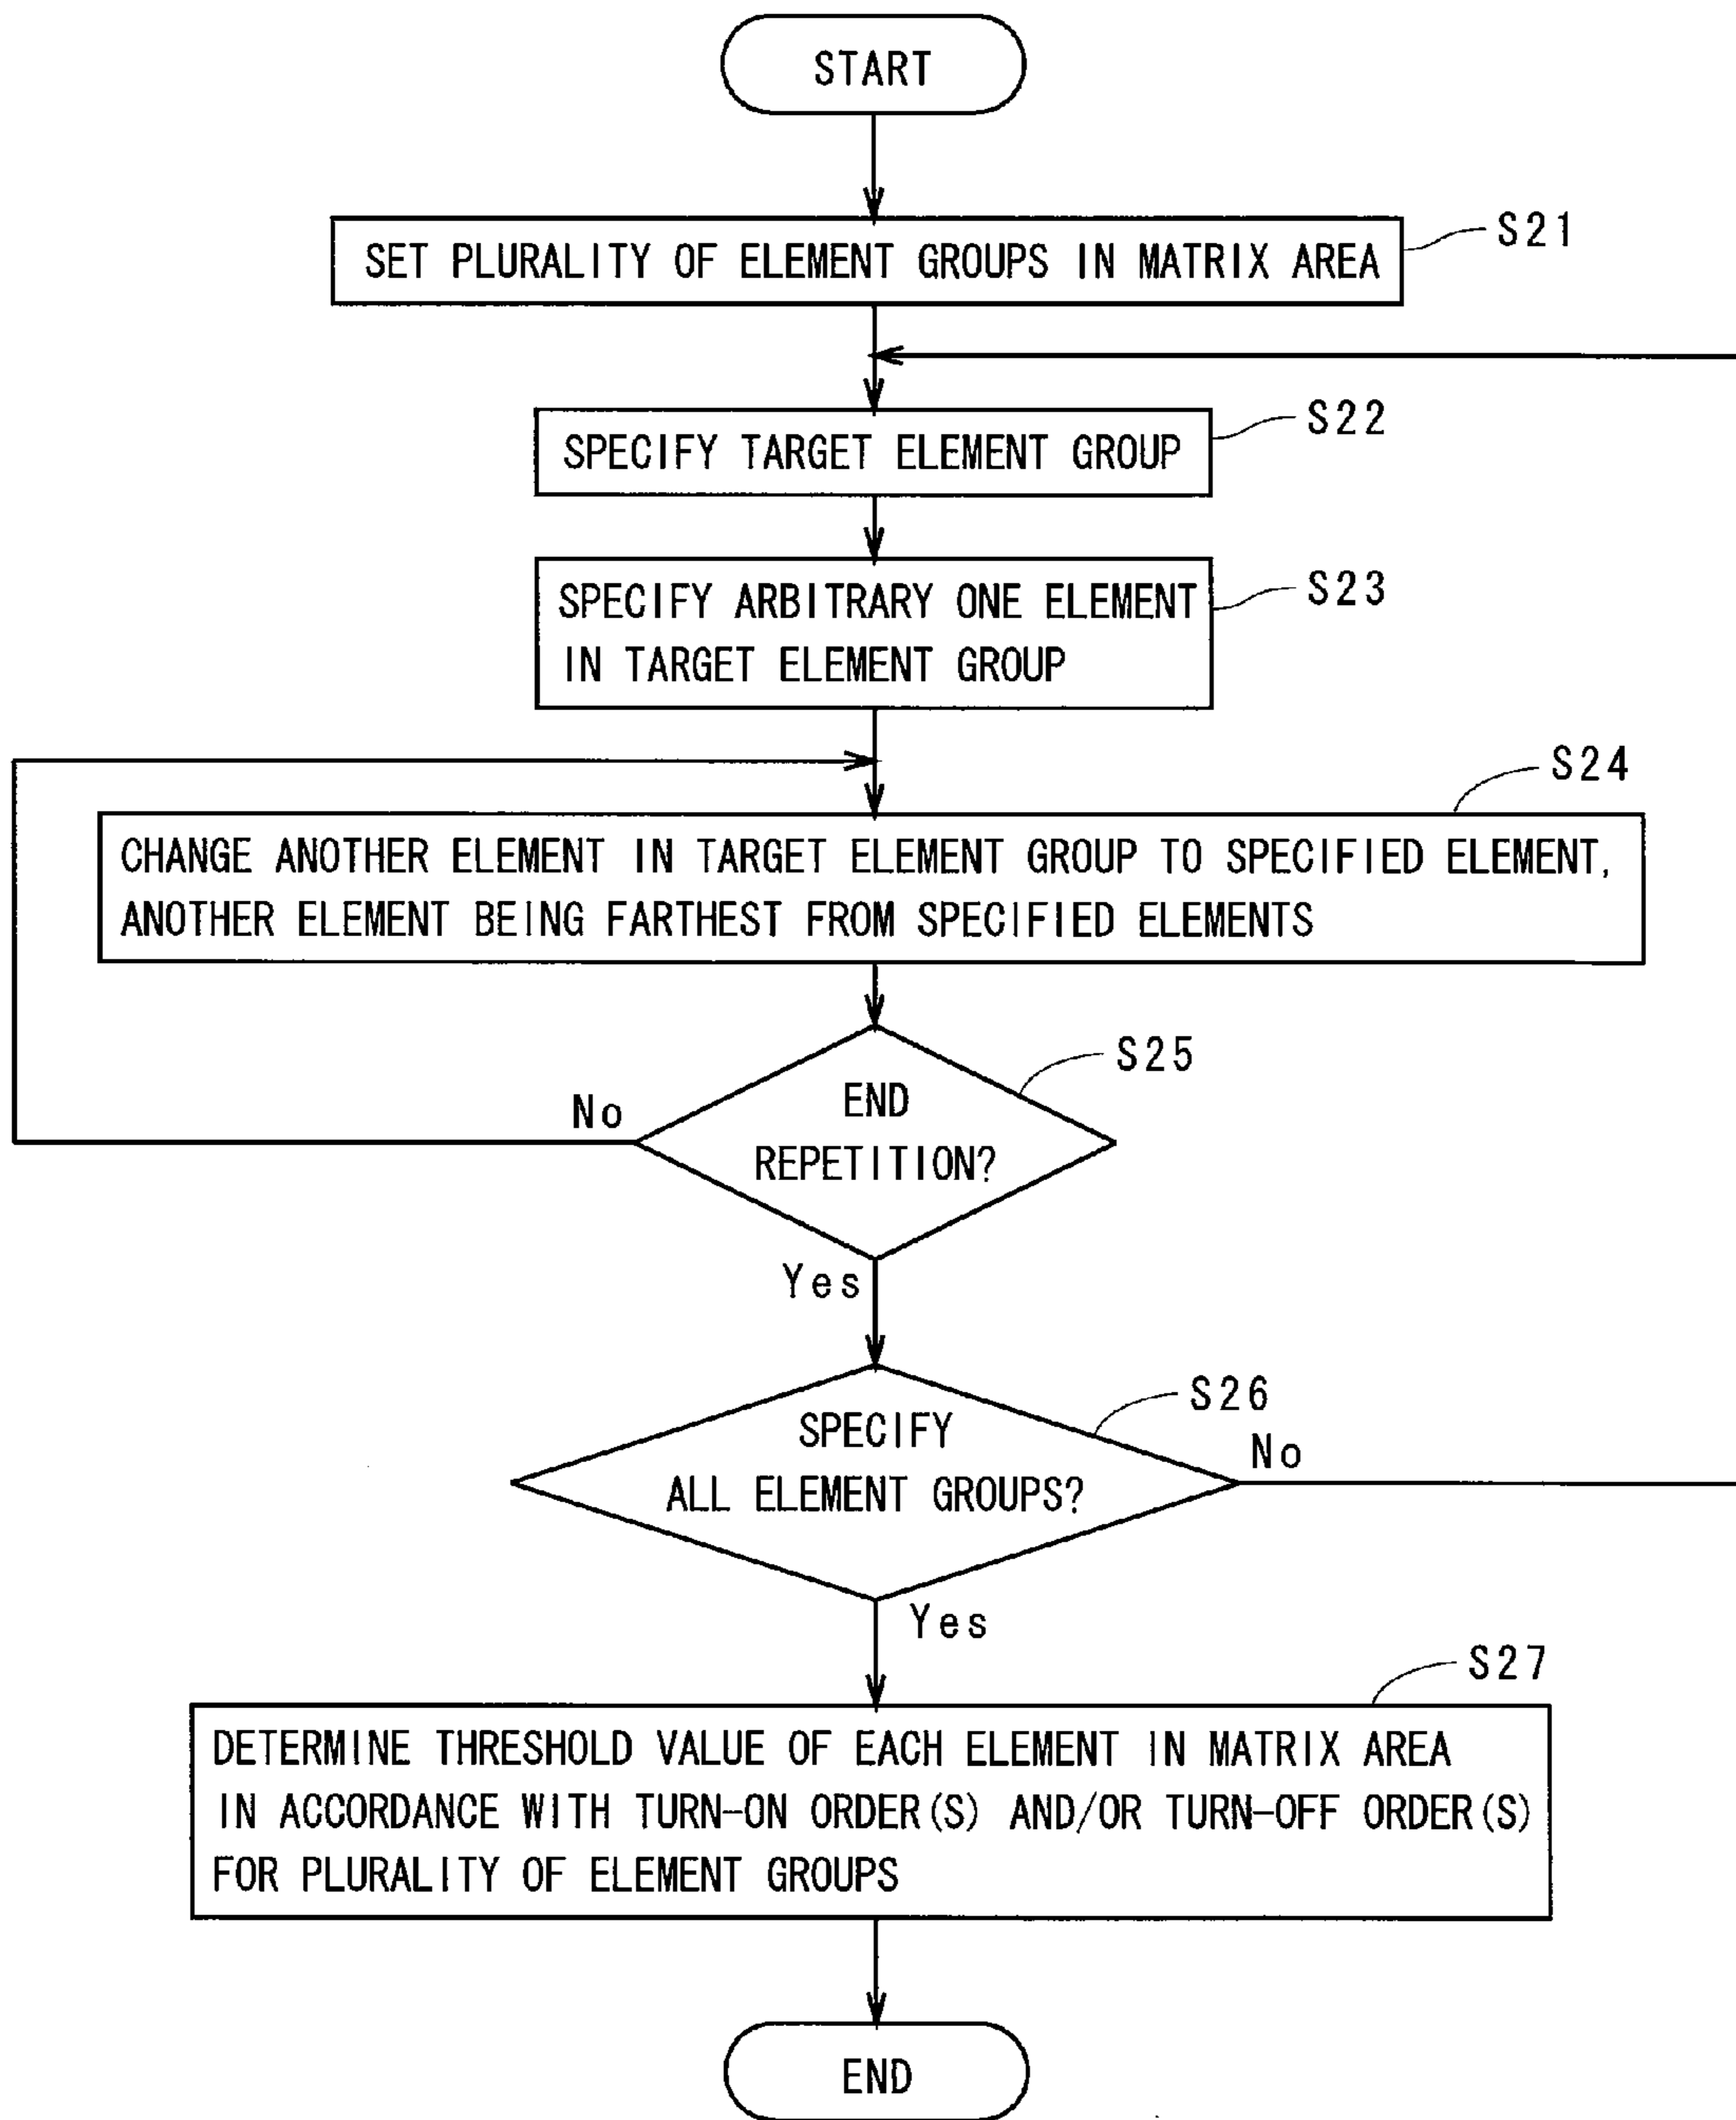 START
SET PLURALITY OF ELEMENT GROUPS IN MATRIX AREA
S21
SPECIFY TARGET ELEMENT GROUP
S22
SPECIFY ARBITRARY ONE ELEMENT
IN TARGET ELEMENT GROUP
S23
S24
CHANGE ANOTHER ELEMENT IN TARGET ELEMENT GROUP TO SPECIFIED ELEMENT,
ANOTHER ELEMENT BEING FARTHEST FROM SPECIFIED ELEMENTS
S25
END
REPETITION?
No
Yes
S26
SPECIFY
ALL ELEMENT GROUPS?
No
Yes
S27
DETERMINE THRESHOLD VALUE OF EACH ELEMENT IN MATRIX AREA
IN ACCORDANCE WITH TURN-ON ORDER(S) AND/OR TURN-OFF ORDER(S)
FOR PLURALITY OF ELEMENT GROUPS
END